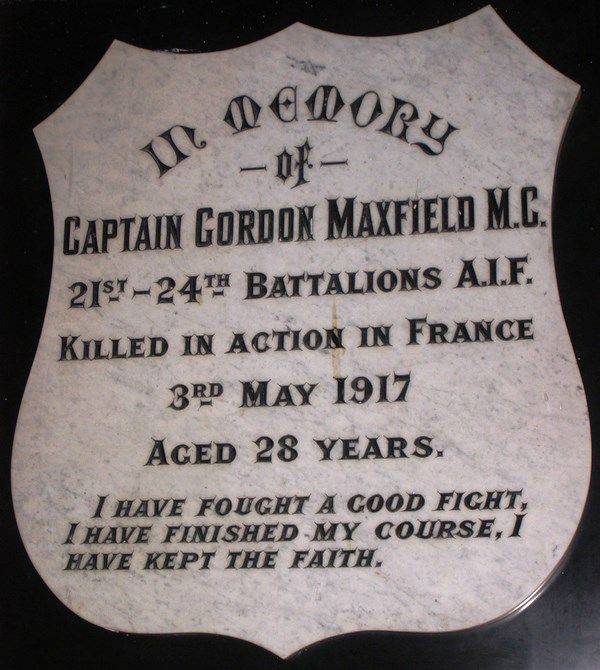 IN MEMORY
– of –
CAPTAIN GORDON MAXFIELD M.C.
21ST – 24TH BATTALIONS A.I.F.
KILLED IN ACTION IN FRANCE
3RD MAY 1917
AGED 28 YEARS.
I HAVE FOUGHT A GOOD FIGHT,
I HAVE FINISHED MY COURSE, I
HAVE KEPT THE FAITH.